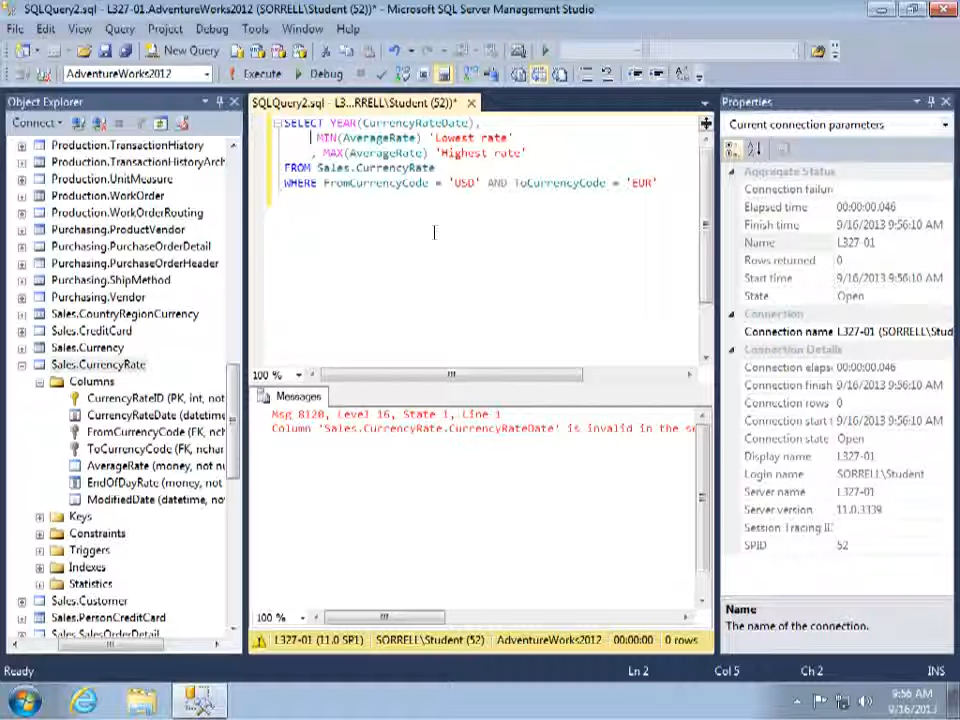 SQLQuery2.sql - L327-01.AdventureWorks2012 (SORRELL\Student (52))* - Microsoft SQL Server Management Studio
File Edit View Query Project Debug Tools Window Help
New Query
AdventureWorks2012 Execute Debug
Object Explorer
Connect
Production.TransactionHistory
Production.TransactionHistoryArch
Production.UnitMeasure
Production.WorkOrder
Production.WorkOrderRouting
Purchasing.ProductVendor
Purchasing.PurchaseOrderDetail
Purchasing.PurchaseOrderHeader
Purchasing.ShipMethod
Purchasing.Vendor
Sales.CountryRegionCurrency
Sales.CreditCard
Sales.Currency
Sales.CurrencyRate
Columns
CurrencyRateID (PK, int, not
CurrencyRateDate (datetime
FromCurrencyCode (FK, nch
ToCurrencyCode (FK, nchar
AverageRate (money, not nu
EndOfDayRate (money, not
ModifiedDate (datetime, no
Keys
Constraints
Triggers
Indexes
Statistics
Sales.Customer
Sales.PersonCreditCard
Sales.SalesOrderDetail
SQLQuery2.sql - L3...RRELL\Student (52))*
SELECT YEAR(CurrencyRateDate),
MIN(AverageRate) 'Lowest rate'
, MAX(AverageRate) 'Highest rate'
FROM Sales.CurrencyRate
WHERE FromCurrencyCode = 'USD' AND ToCurrencyCode = 'EUR'
100 %
Messages
Msg 8120, Level 16, State 1, Line 1
Column 'Sales.CurrencyRate.CurrencyRateDate' is invalid in the se
100 %
L327-01 (11.0 SP1) SORRELL\Student (52) AdventureWorks2012 00:00:00 0 rows
Properties
Current connection parameters
Aggregate Status
Connection failur
Elapsed time 00:00:00.046
Finish time 9/16/2013 9:56:10 AM
Name L327-01
Rows returned 0
Start time 9/16/2013 9:56:10 AM
State Open
Connection
Connection name L327-01 (SORRELL\Stud
Connection Details
Connection elaps 00:00:00.046
Connection finish 9/16/2013 9:56:10 AM
Connection rows 0
Connection start t 9/16/2013 9:56:10 AM
Connection state Open
Display name L327-01
Login name SORRELL\Student
Server name L327-01
Server version 11.0.3139
Session Tracing ID
SPID 52
Name
The name of the connection.
Ready Ln 2 Col 5 Ch 2 INS
9:56 AM
9/16/2013